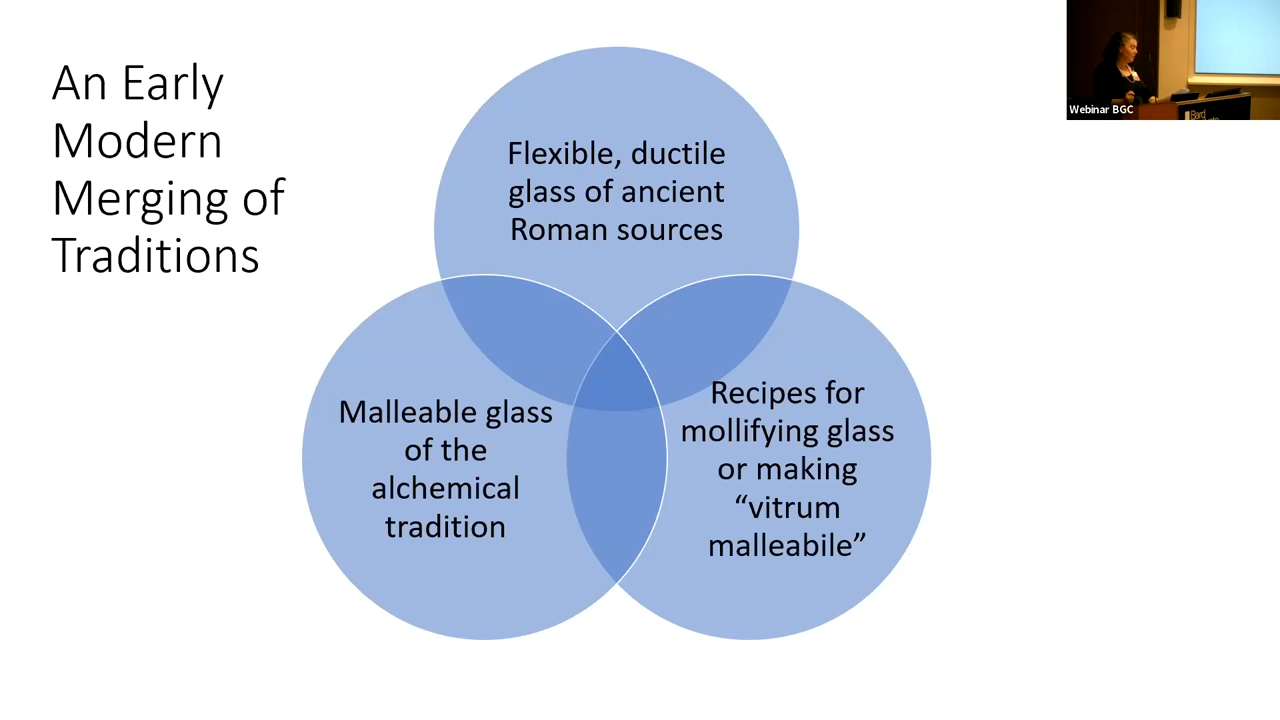 An Early
Modern
Merging of
Traditions
Flexible, ductile
glass of ancient
Roman sources
Malleable glass
of the
alchemical
tradition
Recipes for
mollifying glass
or making
“vitrum
malleabile”
Webinar BGC
Bard